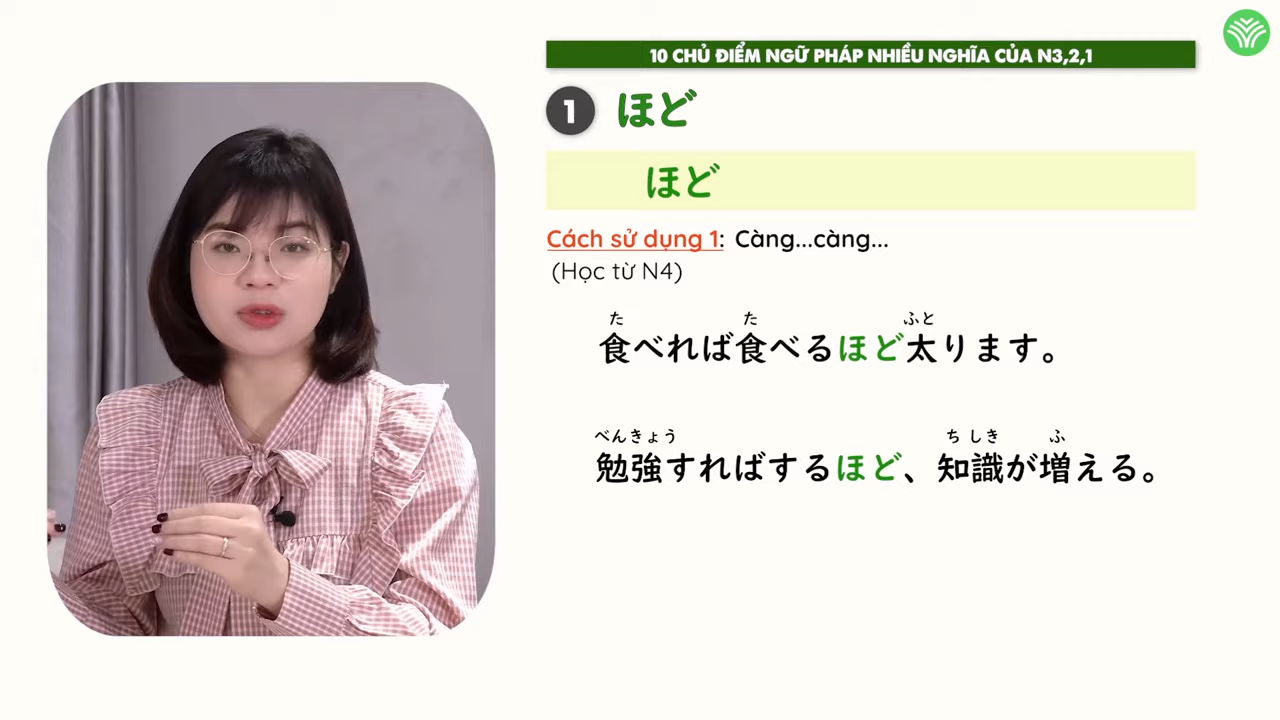 10 CHỦ ĐIỂM NGỮ PHÁP NHIỀU NGHĨA CỦA N3,2,1
1 ほど
ほど
Cách sử dụng 1: Càng...càng...
(Học từ N4)
た た ふと
食べれば食べるほど太ります。
べんきょう ちしき ふ
勉強すればするほど、知識が増える。